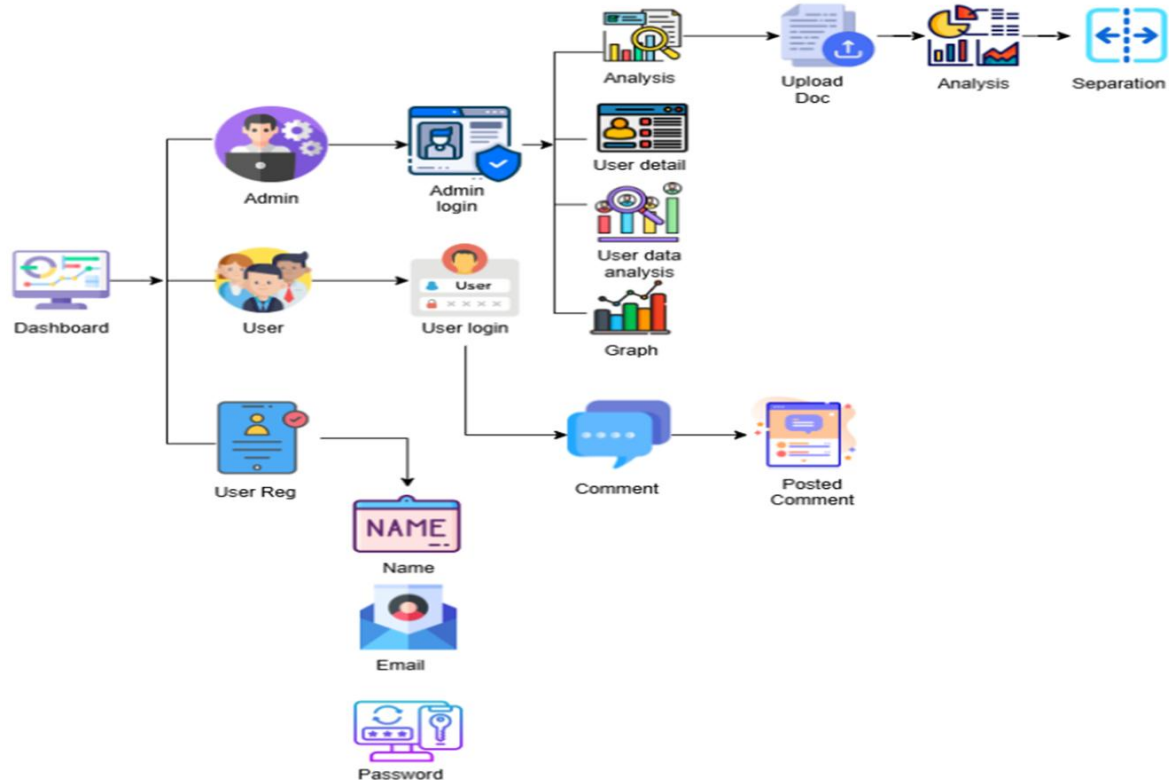 Analysis
Upload
Doc
Analysis
Separation
Admin
Admin
login
User detail
User data
analysis
Graph
Dashboard
User
User
× × × ×
User login
User Reg
Comment
Posted
Comment
NAME
Name
Email
Password